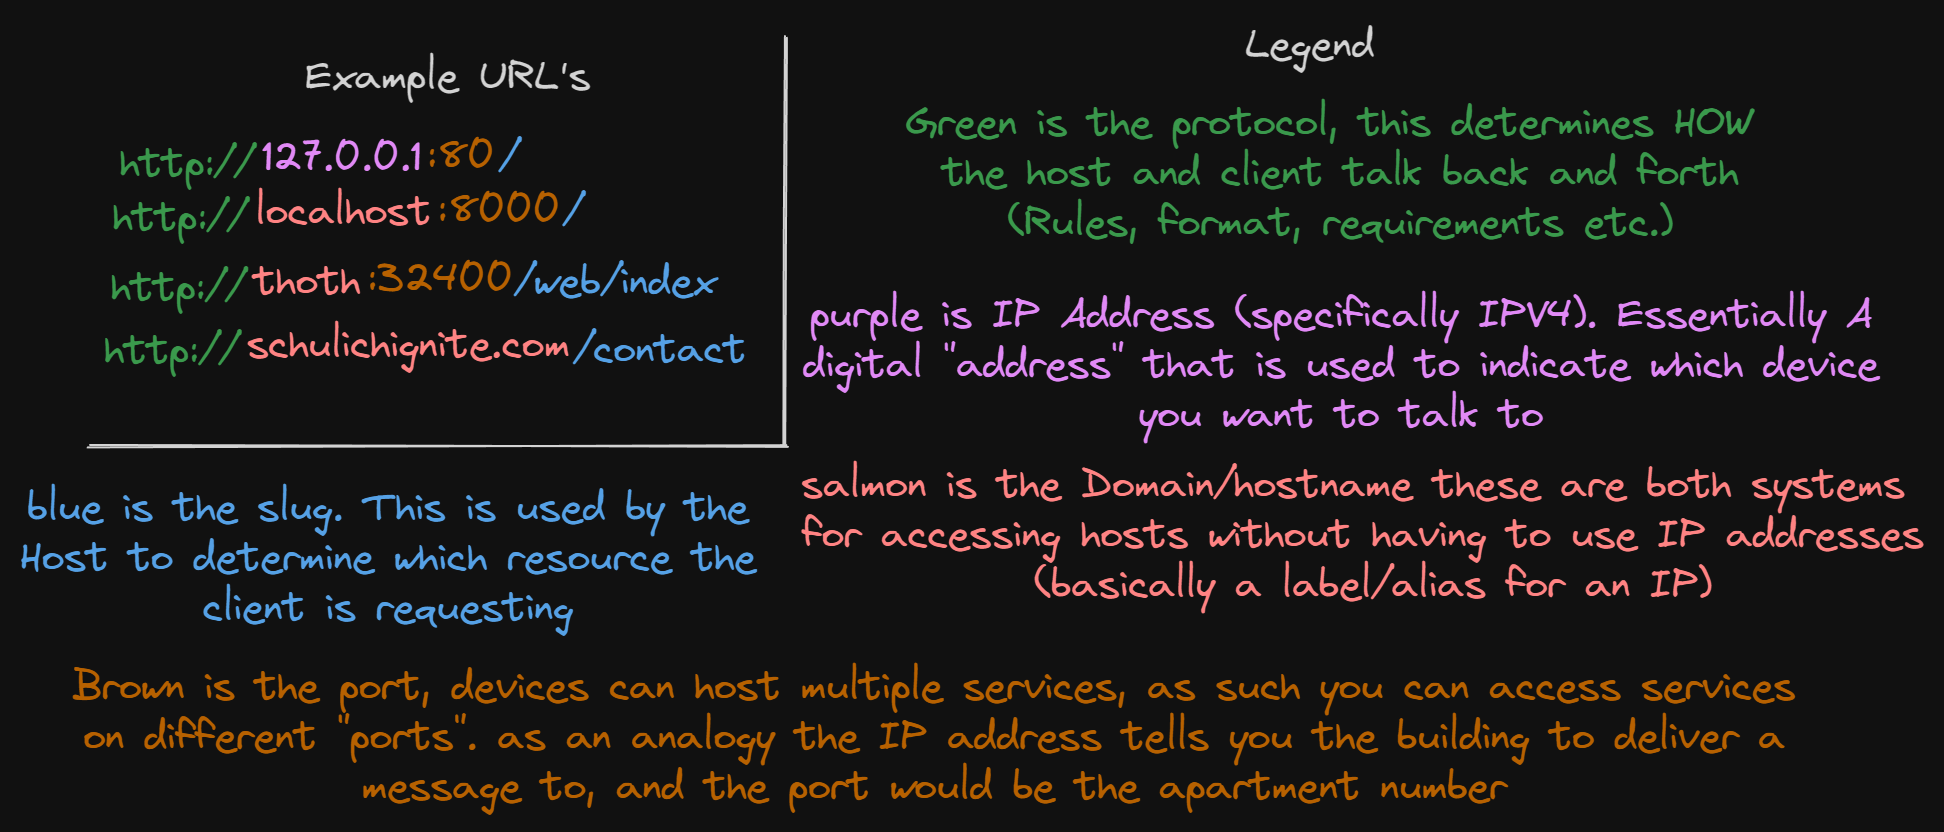 Example URL's
http://127.0.0.1:80/
http://localhost:8000/
http://thoth:32400/web/index
http://schulichignite.com/contact
Legend
Green is the protocol, this determines HOW
the host and client talk back and forth
(Rules, format, requirements etc.)
purple is IP Address (specifically IPV4). Essentially A
digital "address" that is used to indicate which device
you want to talk to
salmon is the Domain/hostname these are both systems
for accessing hosts without having to use IP addresses
(basically a label/alias for an IP)
blue is the slug. This is used by the
Host to determine which resource the
client is requesting
Brown is the port, devices can host multiple services, as such you can access services
on different "ports". as an analogy the IP address tells you the building to deliver a
message to, and the port would be the apartment number